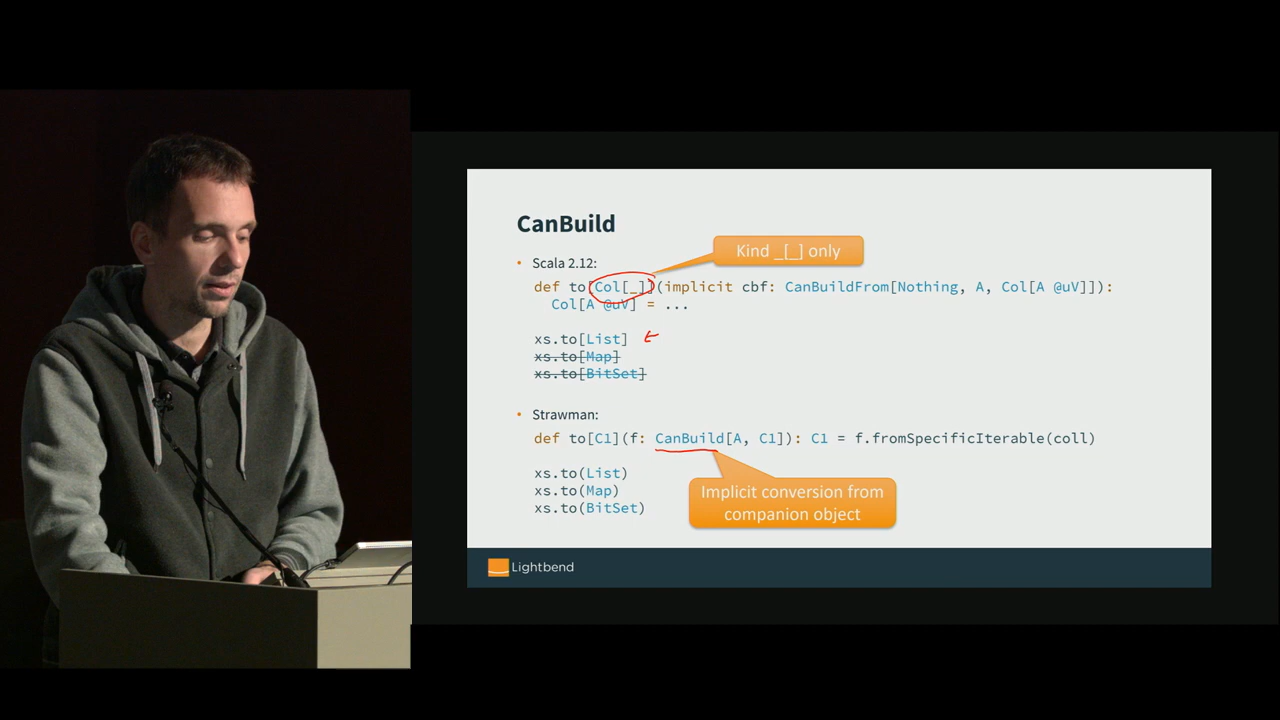 CanBuild
Kind _[_] only
• Scala 2.12:
def to[Col[_]](implicit cbf: CanBuildFrom[Nothing, A, Col[A @uV]]):
Col[A @uV] = ...
xs.to[List]
xs.to[Map]
xs.to[BitSet]
• Strawman:
def to[C1](f: CanBuild[A, C1]): C1 = f.fromSpecificIterable(coll)
xs.to(List)
xs.to(Map)
xs.to(BitSet)
Implicit conversion from
companion object
Lightbend